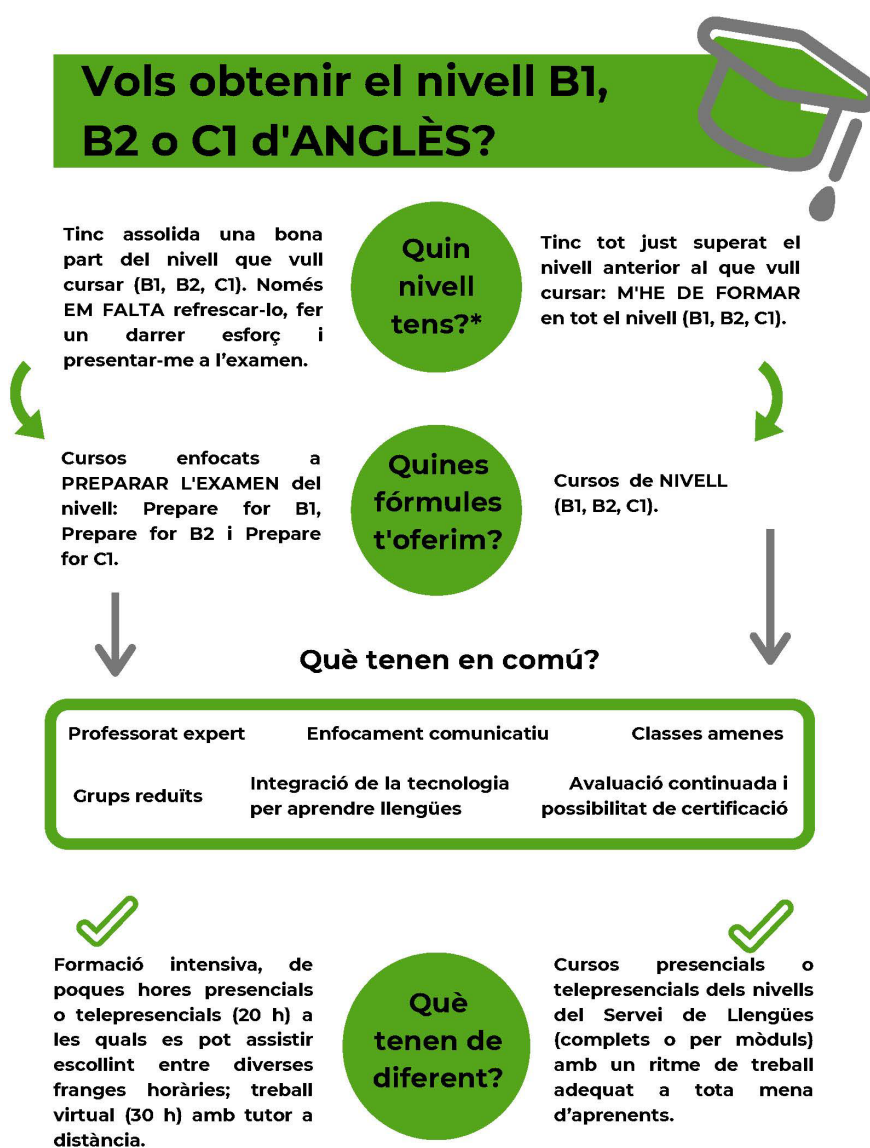 Vols obtenir el nivell B1,
B2 o C1 d'ANGLÈS?
Tinc assolida una bona
part del nivell que vull
cursar (B1, B2, C1). Només
EM FALTA refrescar-lo, fer
un darrer esforç i
presentar-me a l’examen.
Quin
nivell
tens?*
Tinc tot just superat el
nivell anterior al que vull
cursar: M'HE DE FORMAR
en tot el nivell (B1, B2, C1).
Cursos enfocats a
PREPARAR L'EXAMEN del
nivell: Prepare for B1,
Prepare for B2 i Prepare
for C1.
Quines
fórmules
t'oferim?
Cursos de NIVELL
(B1, B2, C1).
Què tenen en comú?
Professorat expert
Enfocament comunicatiu
Classes amenes
Grups reduïts
Integració de la tecnologia
per aprendre llengües
Avaluació continuada i
possibilitat de certificació
Formació intensiva, de
poques hores presencials
o telepresencials (20 h) a
les quals es pot assistir
escollint entre diverses
franges horàries; treball
virtual (30 h) amb tutor a
distància.
Què
tenen de
diferent?
Cursos presencials o
telepresencials dels nivells
del Servei de Llengües
(complets o per mòduls)
amb un ritme de treball
adequat a tota mena
d’aprenents.